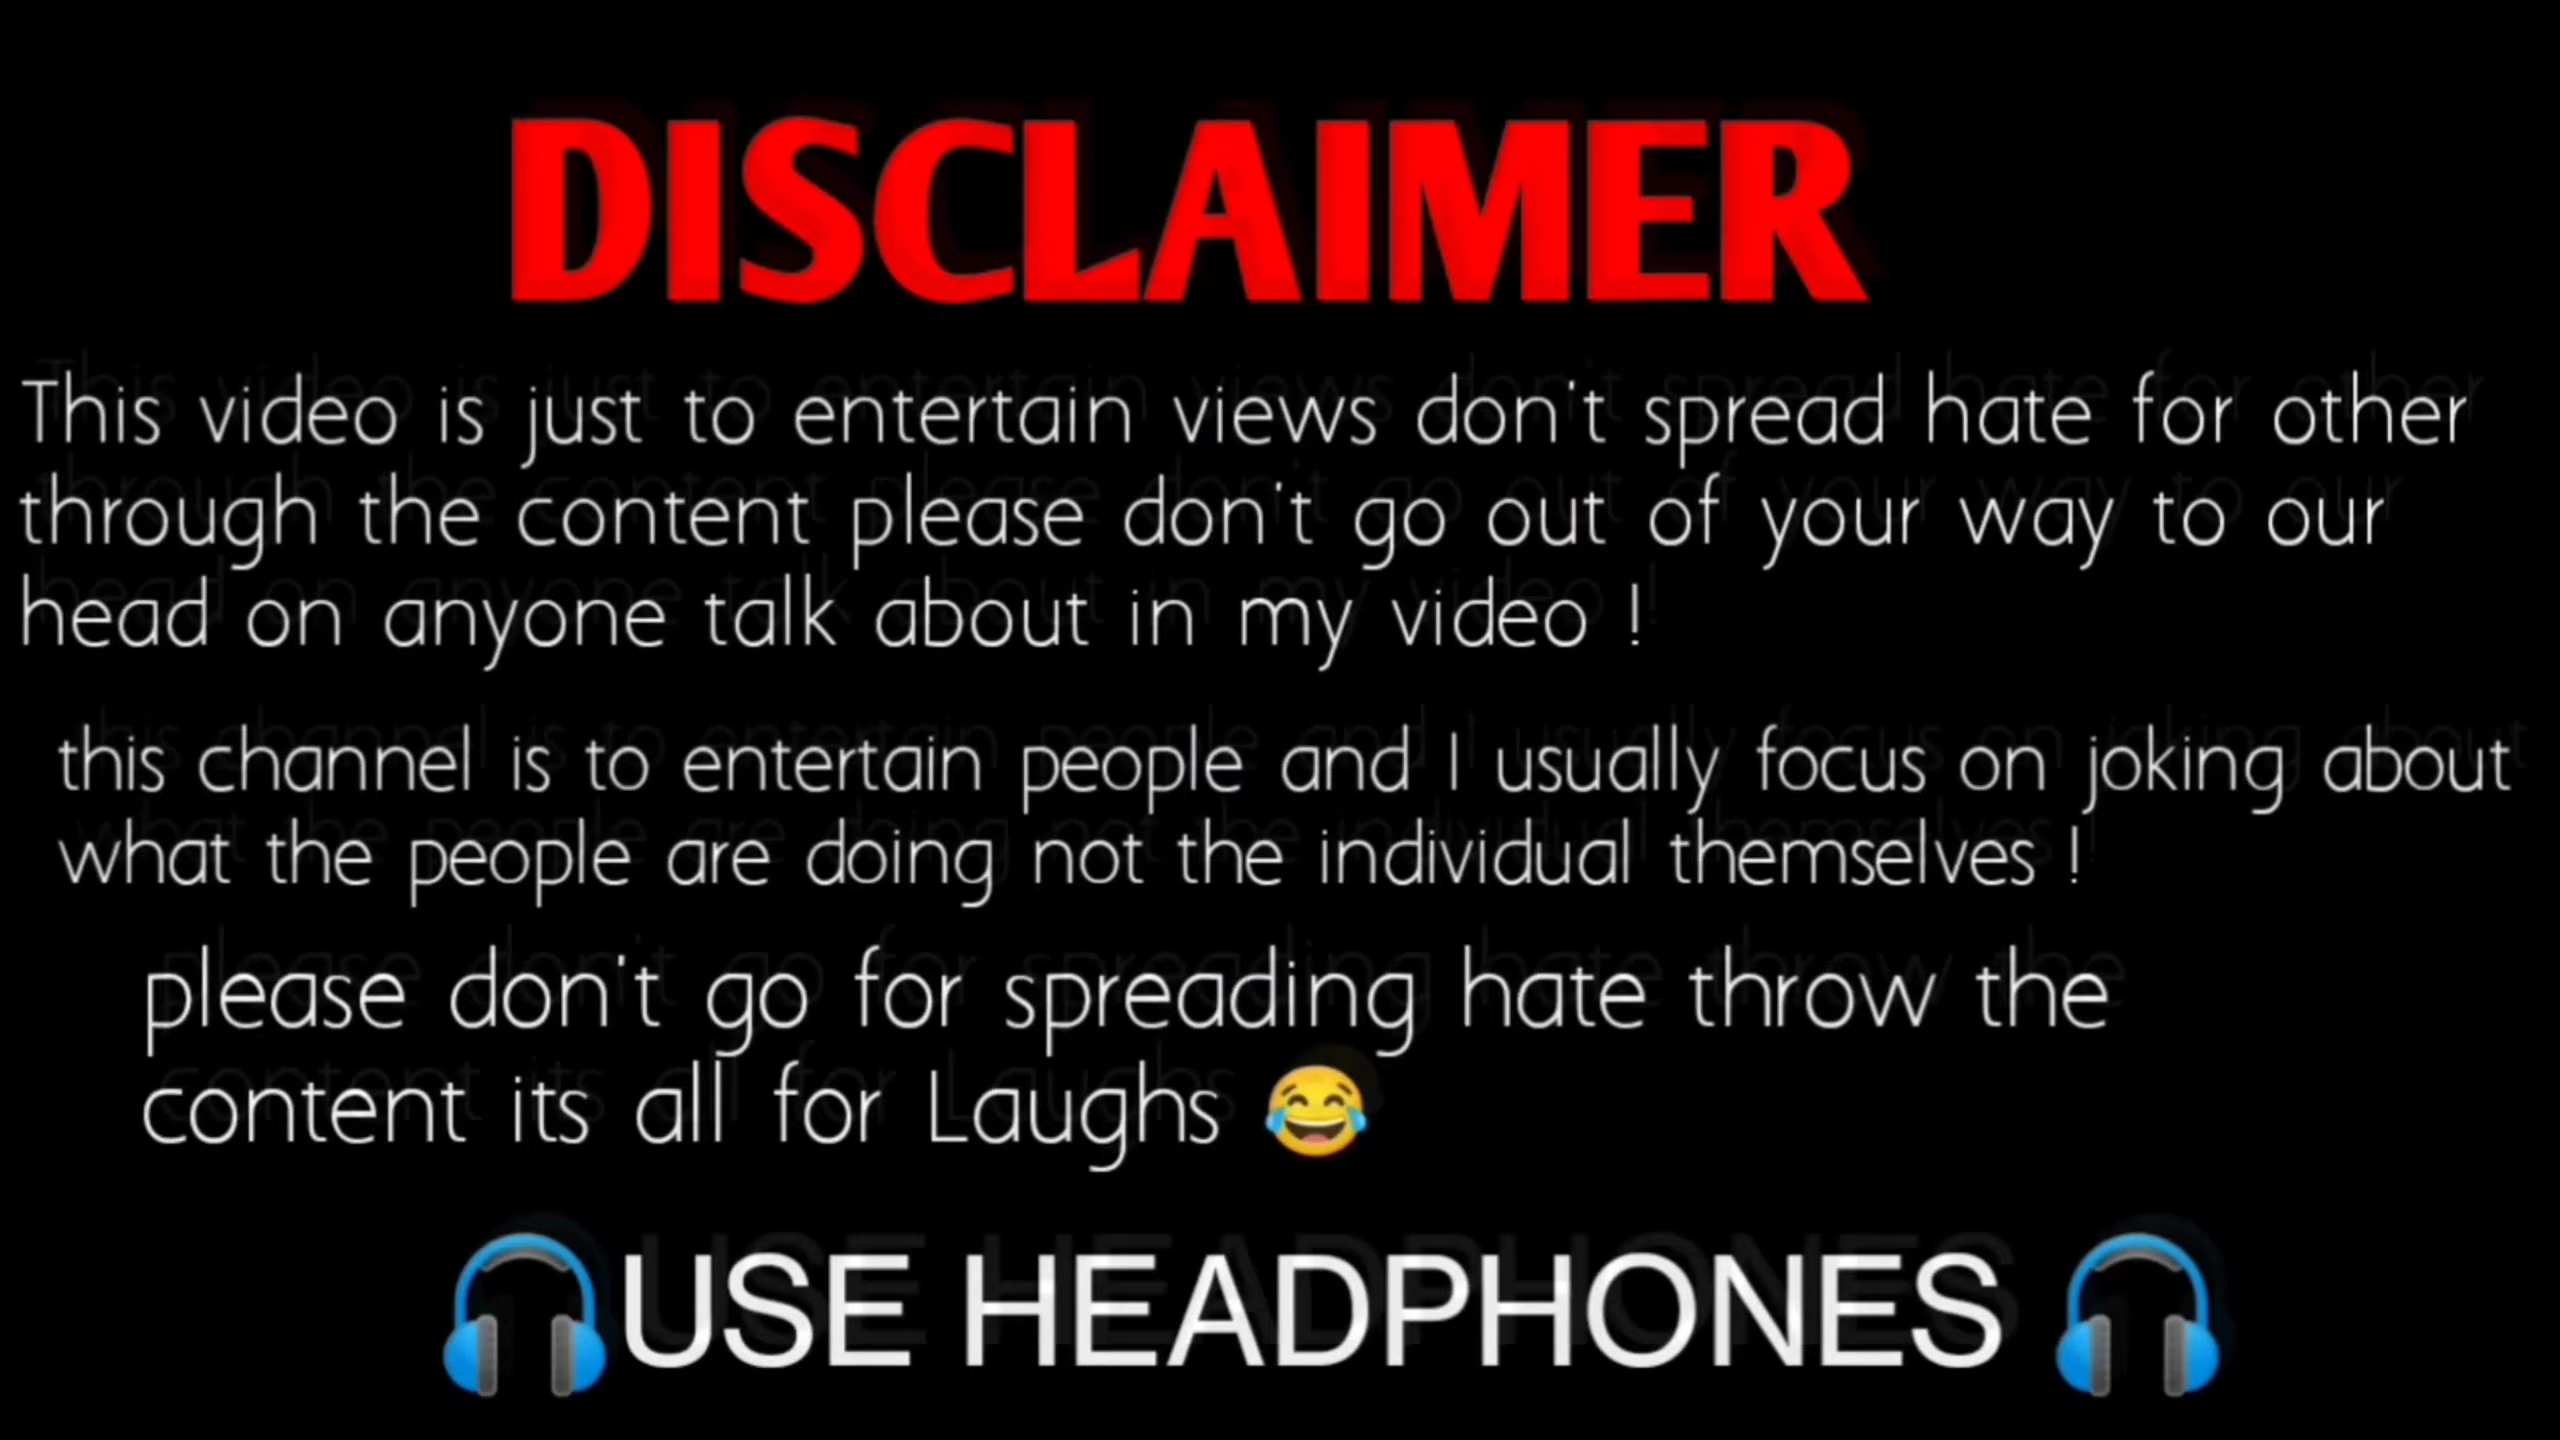 DISCLAIMER
This video is just to entertain views don't spread hate for other
through the content please don't go out of your way to our
head on anyone talk about in my video !
this channel is to entertain people and I usually focus on joking about
what the people are doing not the individual themselves !
please don't go for spreading hate throw the
content its all for Laughs 😂
🎧USE HEADPHONES 🎧